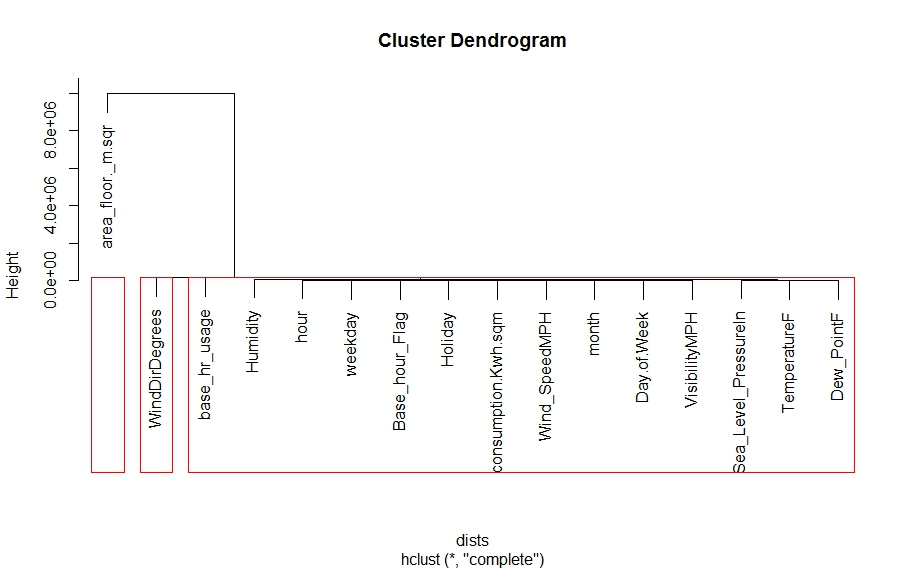 Cluster Dendrogram
Height
8.0e+06
4.0e+06
0.0e+00
area_floor._m.sqr
WindDirDegrees
base_hr_usage
Humidity
hour
weekday
Base_hour_Flag
Holiday
consumption.Kwh.sqm
Wind_SpeedMPH
month
Day.of.Week
VisibilityMPH
Sea_Level_PressureIn
TemperatureF
Dew_PointF
dists
hclust (*, "complete")